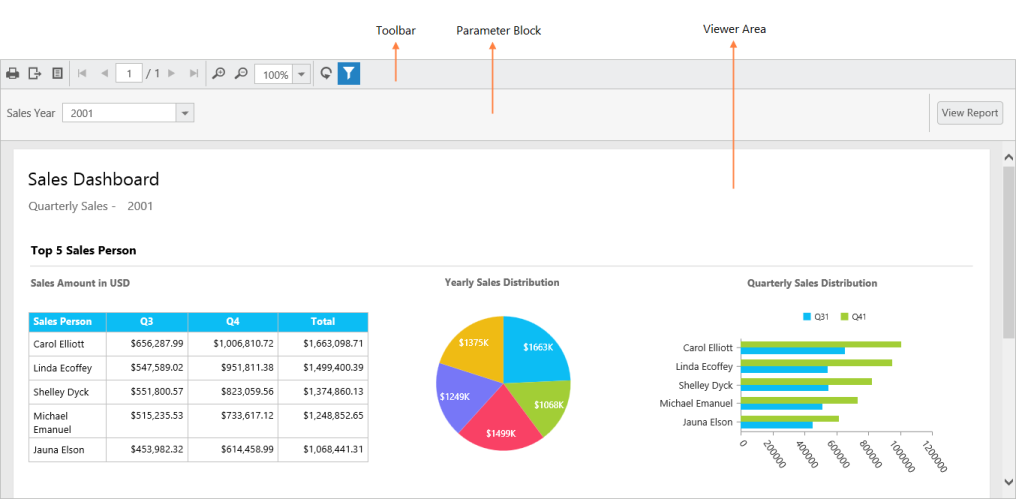 Toolbar Parameter Block Viewer Area
1 / 1 100%
Sales Year 2001 View Report
Sales Dashboard
Quarterly Sales - 2001
Top 5 Sales Person
Sales Amount in USD
Sales Person Q3 Q4 Total
Carol Elliott $656,287.99 $1,006,810.72 $1,663,098.71
Linda Ecoffey $547,589.02 $951,811.38 $1,499,400.39
Shelley Dyck $551,800.57 $823,059.56 $1,374,860.13
Michael
Emanuel $515,235.53 $733,617.12 $1,248,852.65
Jauna Elson $453,982.32 $614,458.99 $1,068,441.31
Yearly Sales Distribution
$1375K $1663K
$1249K $1068K
$1499K
Quarterly Sales Distribution
Q31 Q41
Carol Elliott
Linda Ecoffey
Shelley Dyck
Michael Emanuel
Jauna Elson
0 200000 400000 600000 800000 1000000 1200000